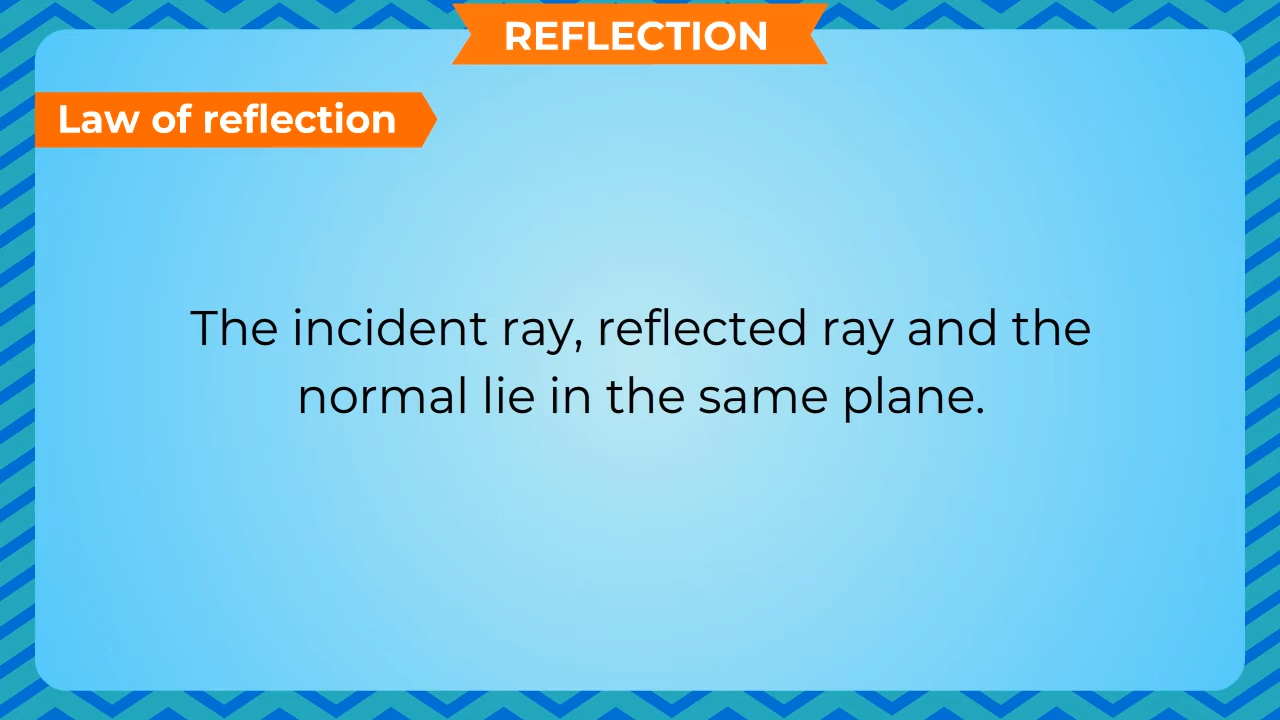 REFLECTION
Law of reflection
The incident ray, reflected ray and the
normal lie in the same plane.